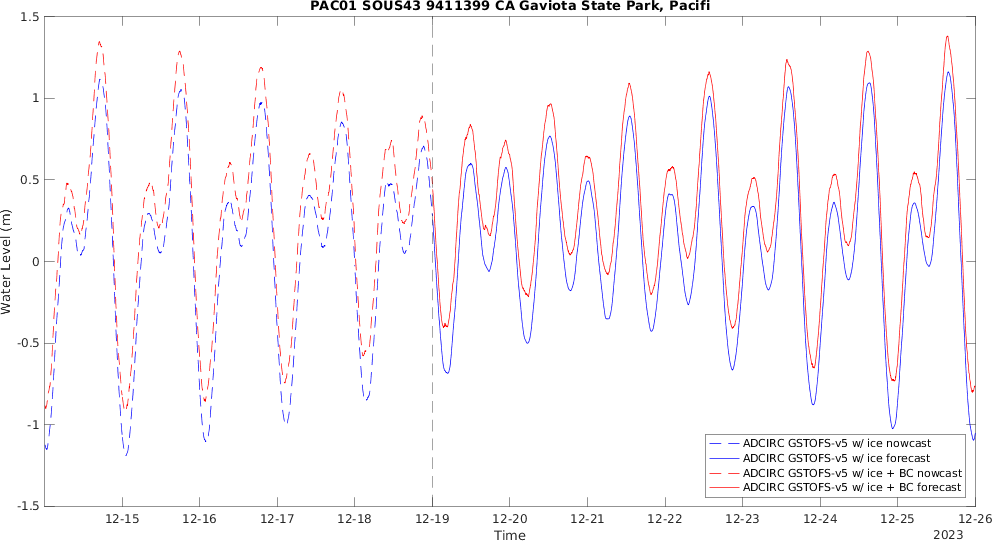 PAC01 SOUS43 9411399 CA Gaviota State Park, Pacifi
1.5
1
0.5
0
-0.5
-1
-1.5
Water Level (m)
12-15
12-16
12-17
12-18
12-19
12-20
12-21
12-22
12-23
12-24
12-25
12-26
Time
2023
ADCIRC GSTOFS-v5 w/ ice nowcast
ADCIRC GSTOFS-v5 w/ ice forecast
ADCIRC GSTOFS-v5 w/ ice + BC nowcast
ADCIRC GSTOFS-v5 w/ ice + BC forecast